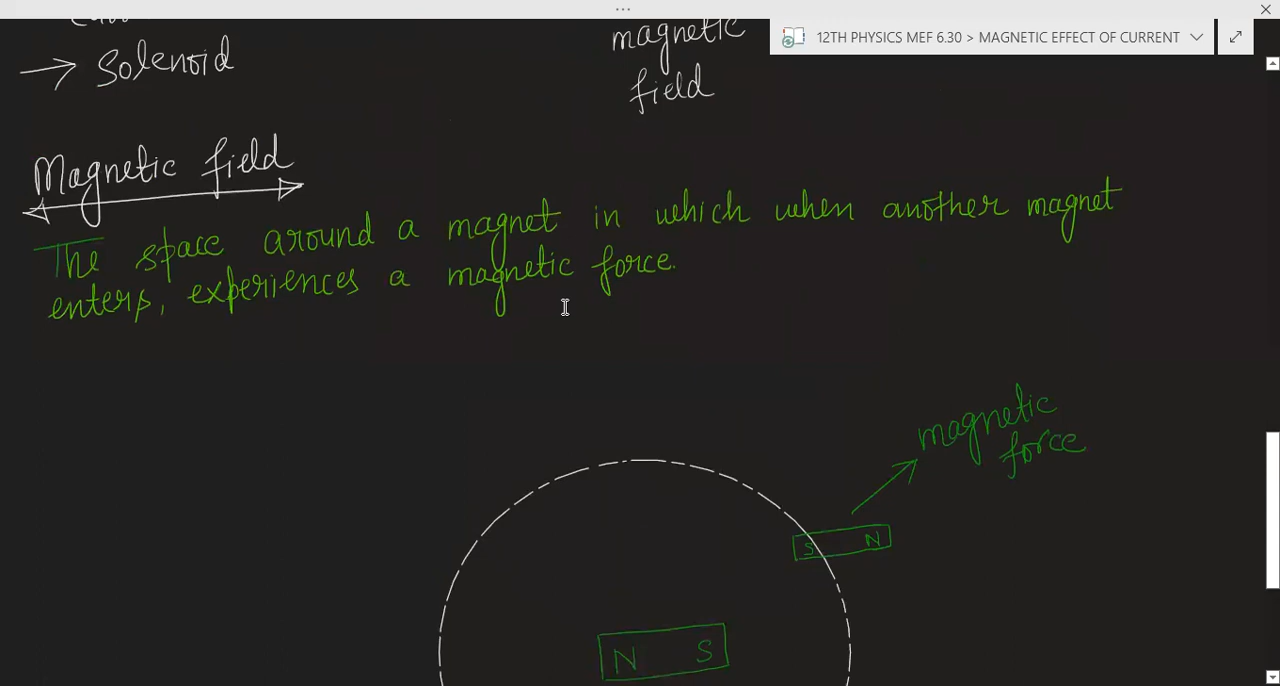 12TH PHYSICS MEF 6.30 > MAGNETIC EFFECT OF CURRENT
→ Solenoid
magnetic
field
Magnetic field
The space around a magnet in which when another magnet
enters, experiences a magnetic force.
magnetic
force
S N
N S